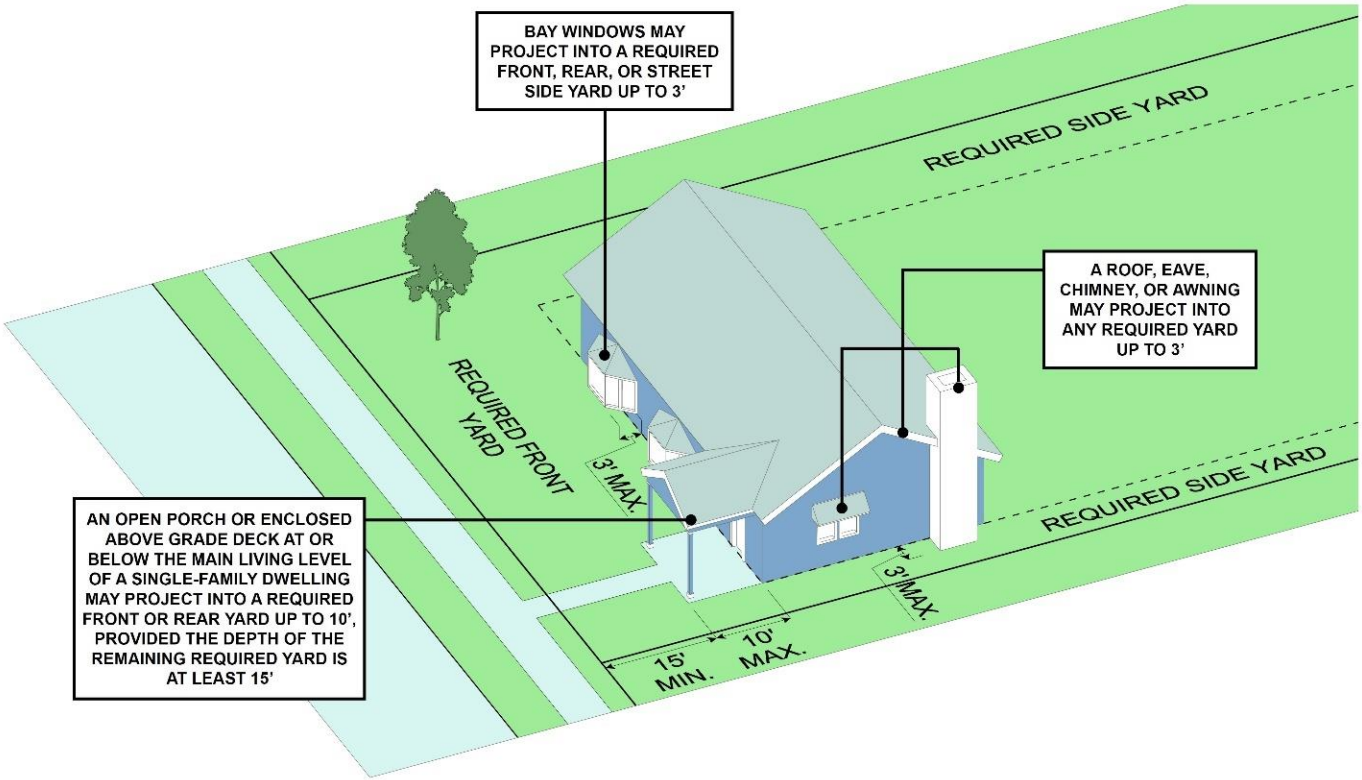 BAY WINDOWS MAY
PROJECT INTO A REQUIRED
FRONT, REAR, OR STREET
SIDE YARD UP TO 3'
REQUIRED SIDE YARD
A ROOF, EAVE,
CHIMNEY, OR AWNING
MAY PROJECT INTO
ANY REQUIRED YARD
UP TO 3'
REQUIRED FRONT
YARD
3' MAX.
AN OPEN PORCH OR ENCLOSED
ABOVE GRADE DECK AT OR
BELOW THE MAIN LIVING LEVEL
OF A SINGLE-FAMILY DWELLING
MAY PROJECT INTO A REQUIRED
FRONT OR REAR YARD UP TO 10',
PROVIDED THE DEPTH OF THE
REMAINING REQUIRED YARD IS
AT LEAST 15'
REQUIRED SIDE YARD
3' MAX.
15'
MIN.
10'
MAX.